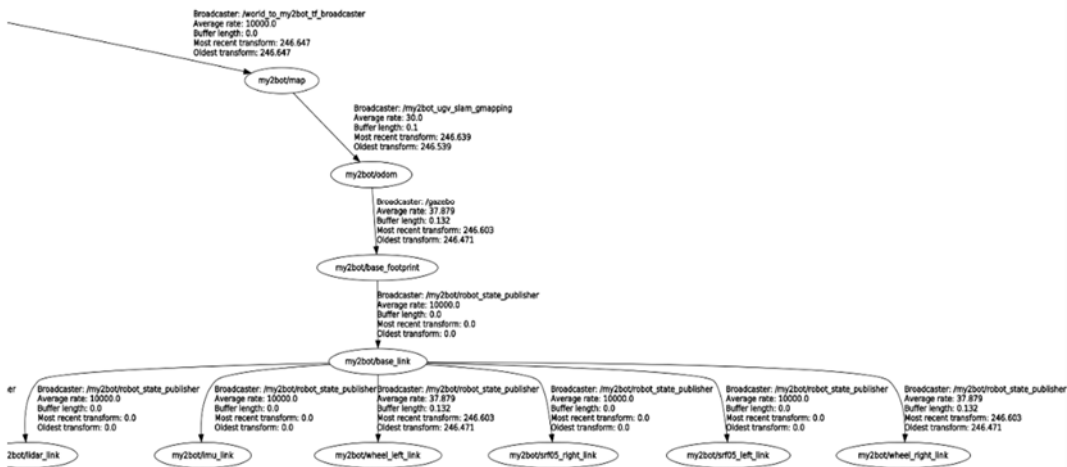 Broadcaster: /world_to_my2bot_tf_broadcaster
Average rate: 10000.0
Buffer length: 0.0
Most recent transform: 246.647
Oldest transform: 246.647
my2bot/map
Broadcaster: /my2bot_ugv_slam_gmapping
Average rate: 30.0
Buffer length: 0.1
Most recent transform: 246.639
Oldest transform: 246.539
my2bot/odom
Broadcaster: /gazebo
Average rate: 37.879
Buffer length: 0.132
Most recent transform: 246.603
Oldest transform: 246.471
my2bot/base_footprint
Broadcaster: /my2bot/robot_state_publisher
Average rate: 10000.0
Buffer length: 0.0
Most recent transform: 0.0
Oldest transform: 0.0
my2bot/base_link
er
Broadcaster: /my2bot/robot_state_publisher
Average rate: 10000.0
Buffer length: 0.0
Most recent transform: 0.0
Oldest transform: 0.0
Broadcaster: /my2bot/robot_state_publisher
Average rate: 10000.0
Buffer length: 0.0
Most recent transform: 0.0
Oldest transform: 0.0
Broadcaster: /my2bot/robot_state_publisher
Average rate: 37.879
Buffer length: 0.132
Most recent transform: 246.603
Oldest transform: 246.471
Broadcaster: /my2bot/robot_state_publisher
Average rate: 10000.0
Buffer length: 0.0
Most recent transform: 0.0
Oldest transform: 0.0
Broadcaster: /my2bot/robot_state_publisher
Average rate: 10000.0
Buffer length: 0.0
Most recent transform: 0.0
Oldest transform: 0.0
Broadcaster: /my2bot/robot_state_publisher
Average rate: 37.879
Buffer length: 0.132
Most recent transform: 246.603
Oldest transform: 246.471
2bot/lidar_link
my2bot/imu_link
my2bot/wheel_left_link
my2bot/srf05_right_link
my2bot/srf05_left_link
my2bot/wheel_right_link